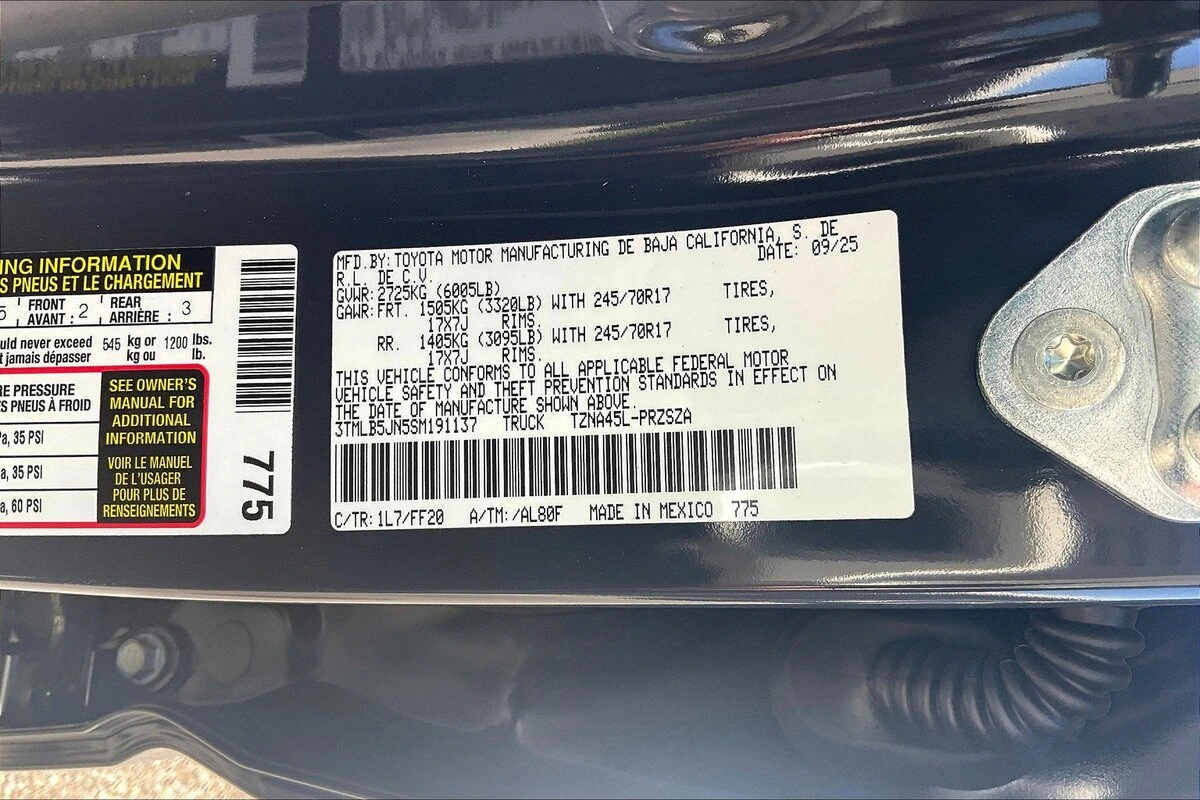 ING INFORMATION
S PNEUS ET LE CHARGEMENT
5 FRONT AVANT : 2 REAR ARRIÈRE : 3
uld never exceed 545 kg or 1200 lbs.
t jamais dépasser kg ou lb.
RE PRESSURE
ES PNEUS À FROID
a, 35 PSI
a, 35 PSI
a, 60 PSI
SEE OWNER'S
MANUAL FOR
ADDITIONAL
INFORMATION
VOIR LE MANUEL
DE L'USAGER
POUR PLUS DE
RENSEIGNEMENTS
775
MFD.BY:TOYOTA MOTOR MANUFACTURING DE BAJA CALIFORNIA, S. DE
R.L. DE C.V. DATE: 09/25
GVWR:2725KG (6005LB)
GAWR:FRT. 1505KG (3320LB) WITH 245/70R17 TIRES,
17X7J RIMS.
RR. 1405KG (3095LB) WITH 245/70R17 TIRES,
17X7J RIMS.
THIS VEHICLE CONFORMS TO ALL APPLICABLE FEDERAL MOTOR
VEHICLE SAFETY AND THEFT PREVENTION STANDARDS IN EFFECT ON
THE DATE OF MANUFACTURE SHOWN ABOVE.
3TMLB5JN5SM191137 TRUCK TZNA45L-PRZSZA
C/TR:1L7/FF20 A/TM:/AL80F MADE IN MEXICO 775